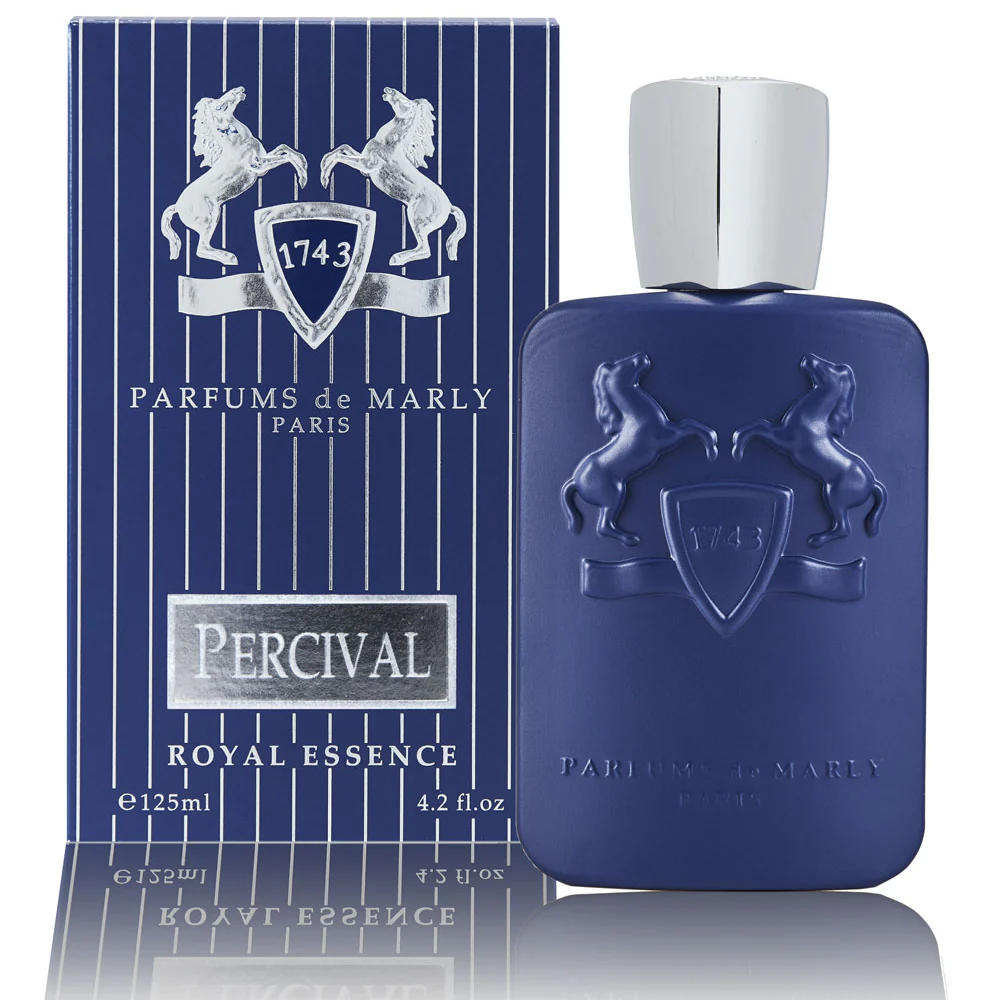 1743
PARFUMS de MARLY
PARIS
PERCIVAL
ROYAL ESSENCE
℮125ml 4.2 fl.oz
1743
PARFUMS de MARLY
PARIS